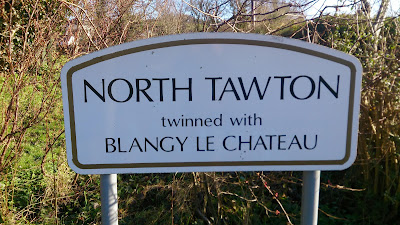 NORTH TAWTON
twinned with
BLANGY LE CHATEAU